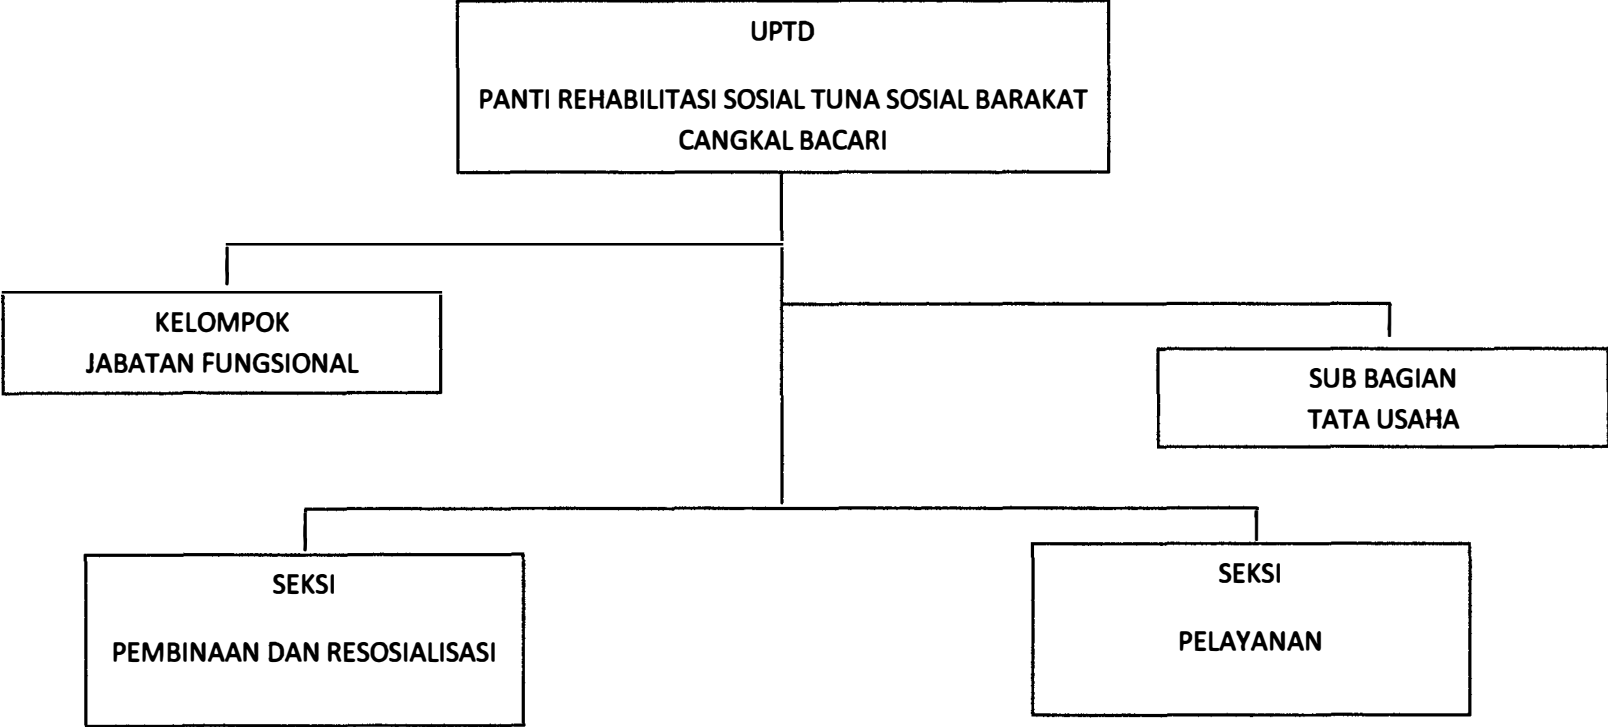 UPTD
PANTI REHABILITASI SOSIAL TUNA SOSIAL BARAKAT
CANGKAL BACARI
KELOMPOK
JABATAN FUNGSIONAL
SUB BAGIAN
TATA USAHA
SEKSI
PEMBINAAN DAN RESOSIALISASI
SEKSI
PELAYANAN